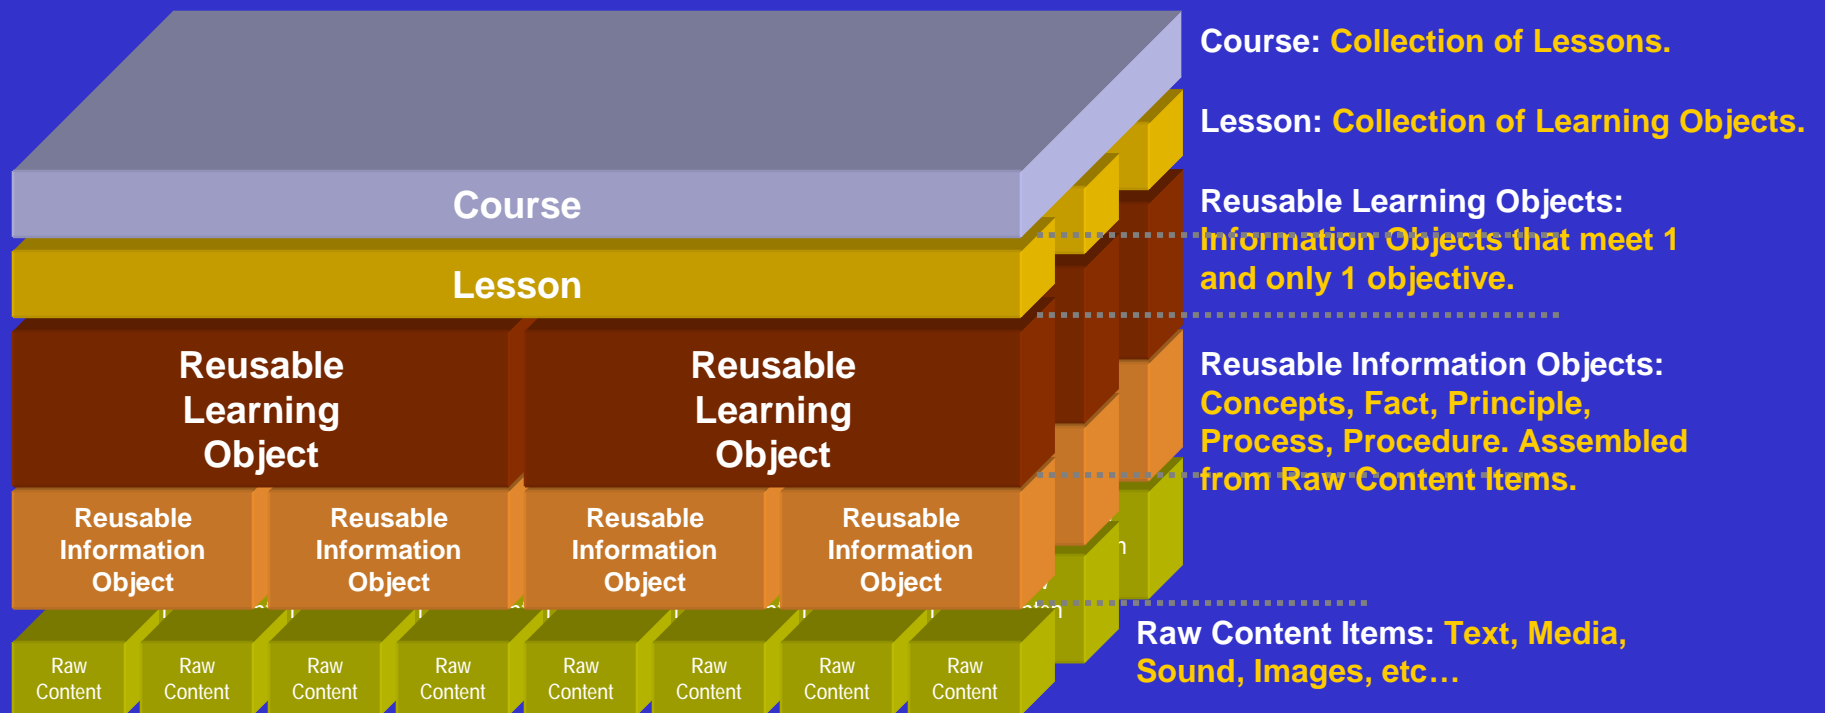 Course: Collection of Lessons.
Lesson: Collection of Learning Objects.
Reusable Learning Objects:
Information Objects that meet 1
and only 1 objective.
Reusable Information Objects:
Concepts, Fact, Principle,
Process, Procedure. Assembled
from Raw Content Items.
Raw Content Items: Text, Media,
Sound, Images, etc…
Course
Lesson
Reusable
Learning
Object
Reusable
Learning
Object
Reusable
Information
Object
Reusable
Information
Object
Reusable
Information
Object
Reusable
Information
Object
Raw
Content
Raw
Content
Raw
Content
Raw
Content
Raw
Content
Raw
Content
Raw
Content
Raw
Content